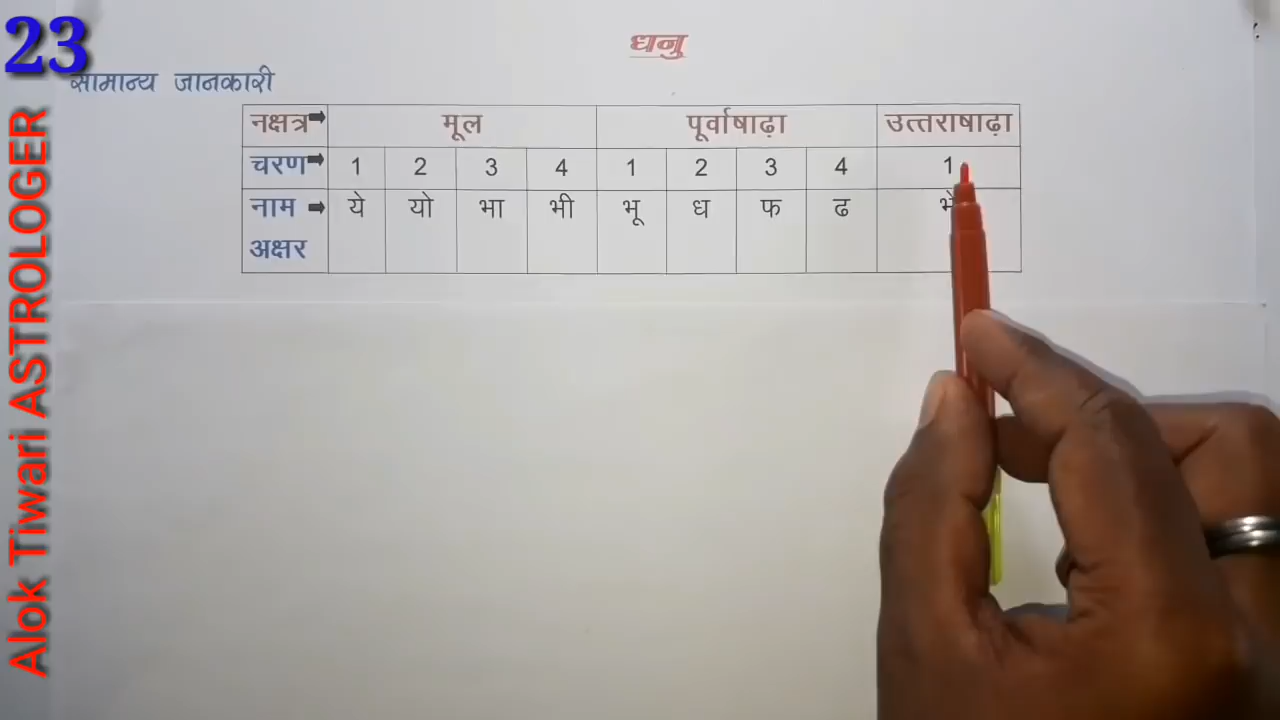 23
धनु
सामान्य जानकारी
नक्षत्र➡ मूल पूर्वाषाढ़ा उत्तराषाढ़ा
चरण➡ 1 2 3 4 1 2 3 4 1
नाम ➡ ये यो भा भी भू ध फ ढ
अक्षर
Alok Tiwari ASTROLOGER